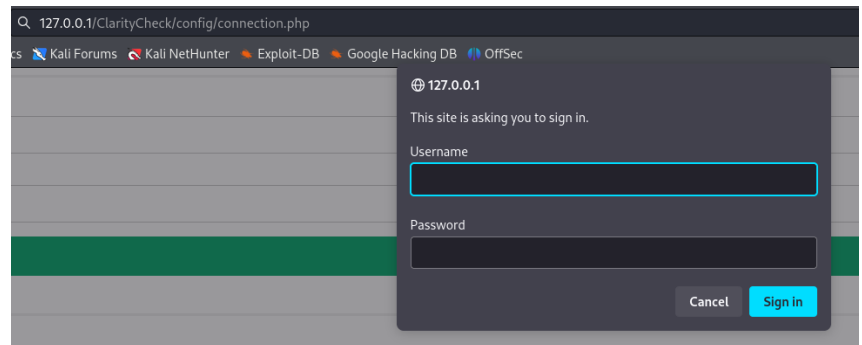 127.0.0.1/ClarityCheck/config/connection.php
cs Kali Forums Kali NetHunter Exploit-DB Google Hacking DB OffSec
127.0.0.1
This site is asking you to sign in.
Username
Password
Cancel Sign in